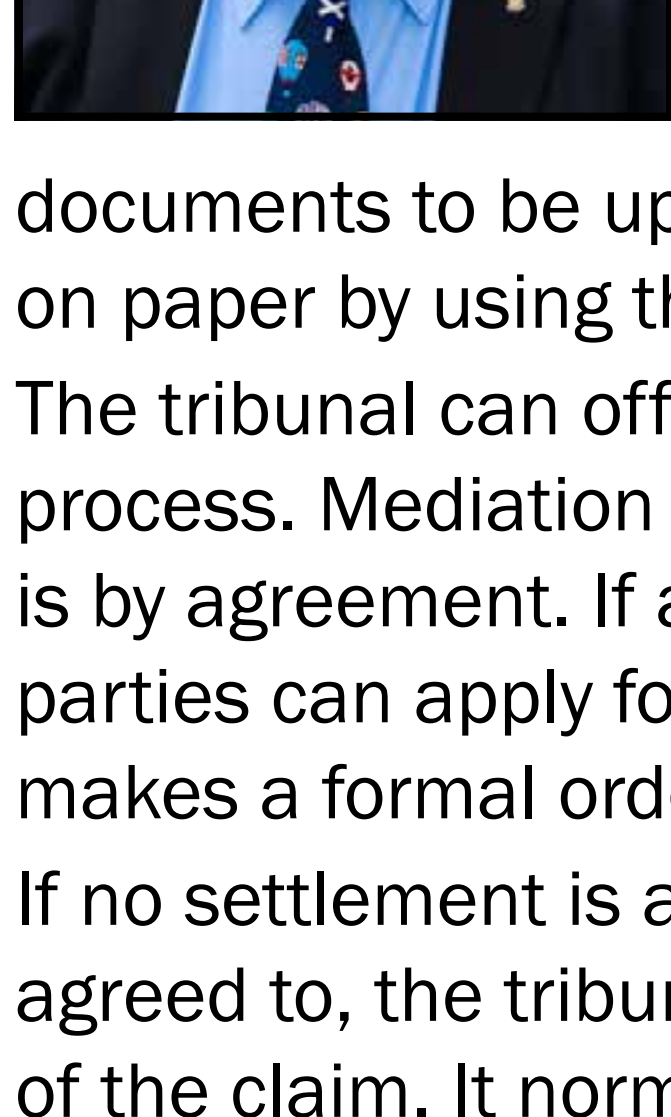 documents to be up
on paper by using th
The tribunal can off
process. Mediation
is by agreement. If a
parties can apply fo
makes a formal orde
If no settlement is a
agreed to, the tribun
of the claim. It norm